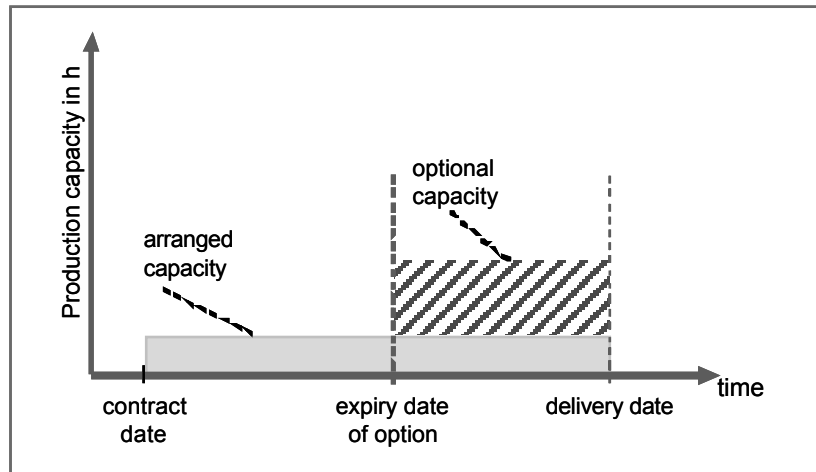 Production capacity in h
optional
capacity
arranged
capacity
time
contract
date
expiry date
of option
delivery date